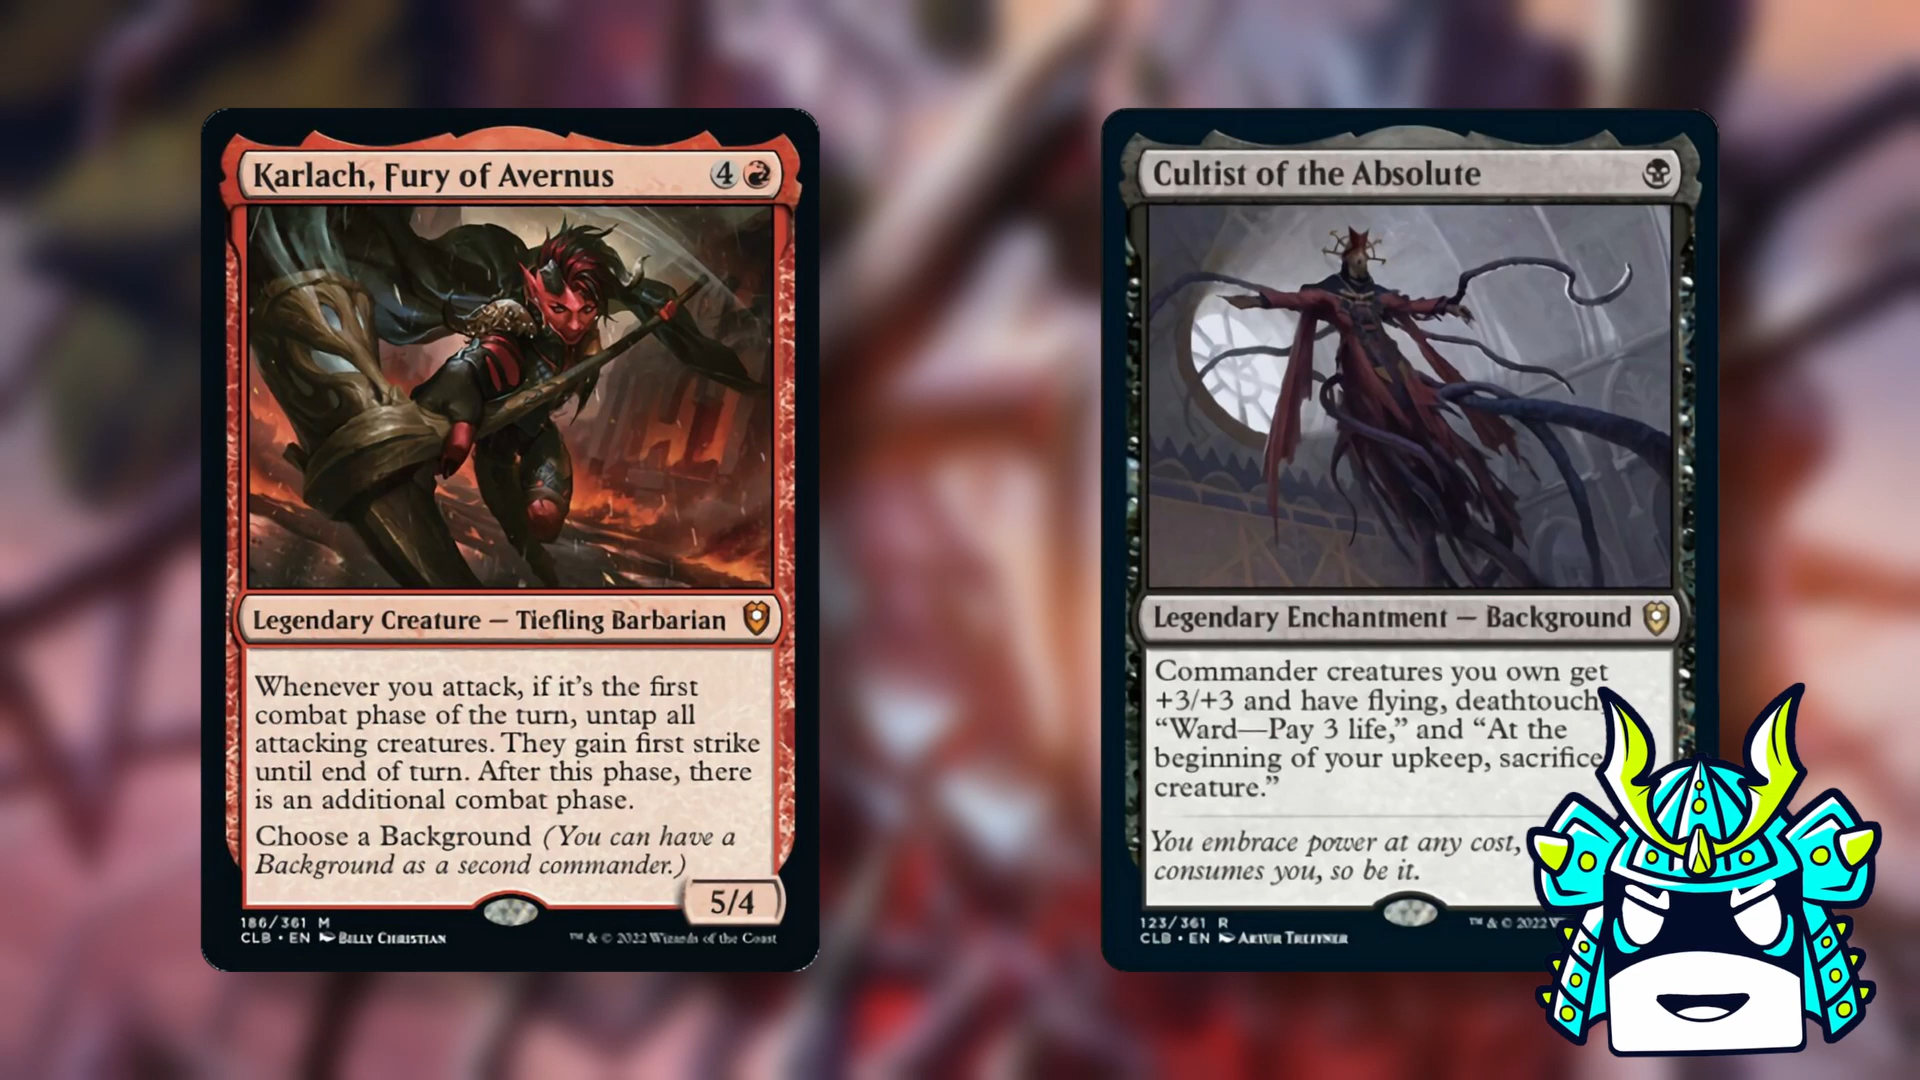 Karlach, Fury of Avernus 4
Legendary Creature — Tiefling Barbarian
Whenever you attack, if it's the first
combat phase of the turn, untap all
attacking creatures. They gain first strike
until end of turn. After this phase, there
is an additional combat phase.
Choose a Background (You can have a
Background as a second commander.)
5/4
186/361 M
CLB • EN Billy Christian
™ & © 2022 Wizards of the Coast
Cultist of the Absolute
Legendary Enchantment — Background
Commander creatures you own get
+3/+3 and have flying, deathtouch,
“Ward—Pay 3 life,” and “At the
beginning of your upkeep, sacrifice
creature.”
You embrace power at any cost,
consumes you, so be it.
123/361 R
CLB • EN Artur Treffner
™ & © 2022